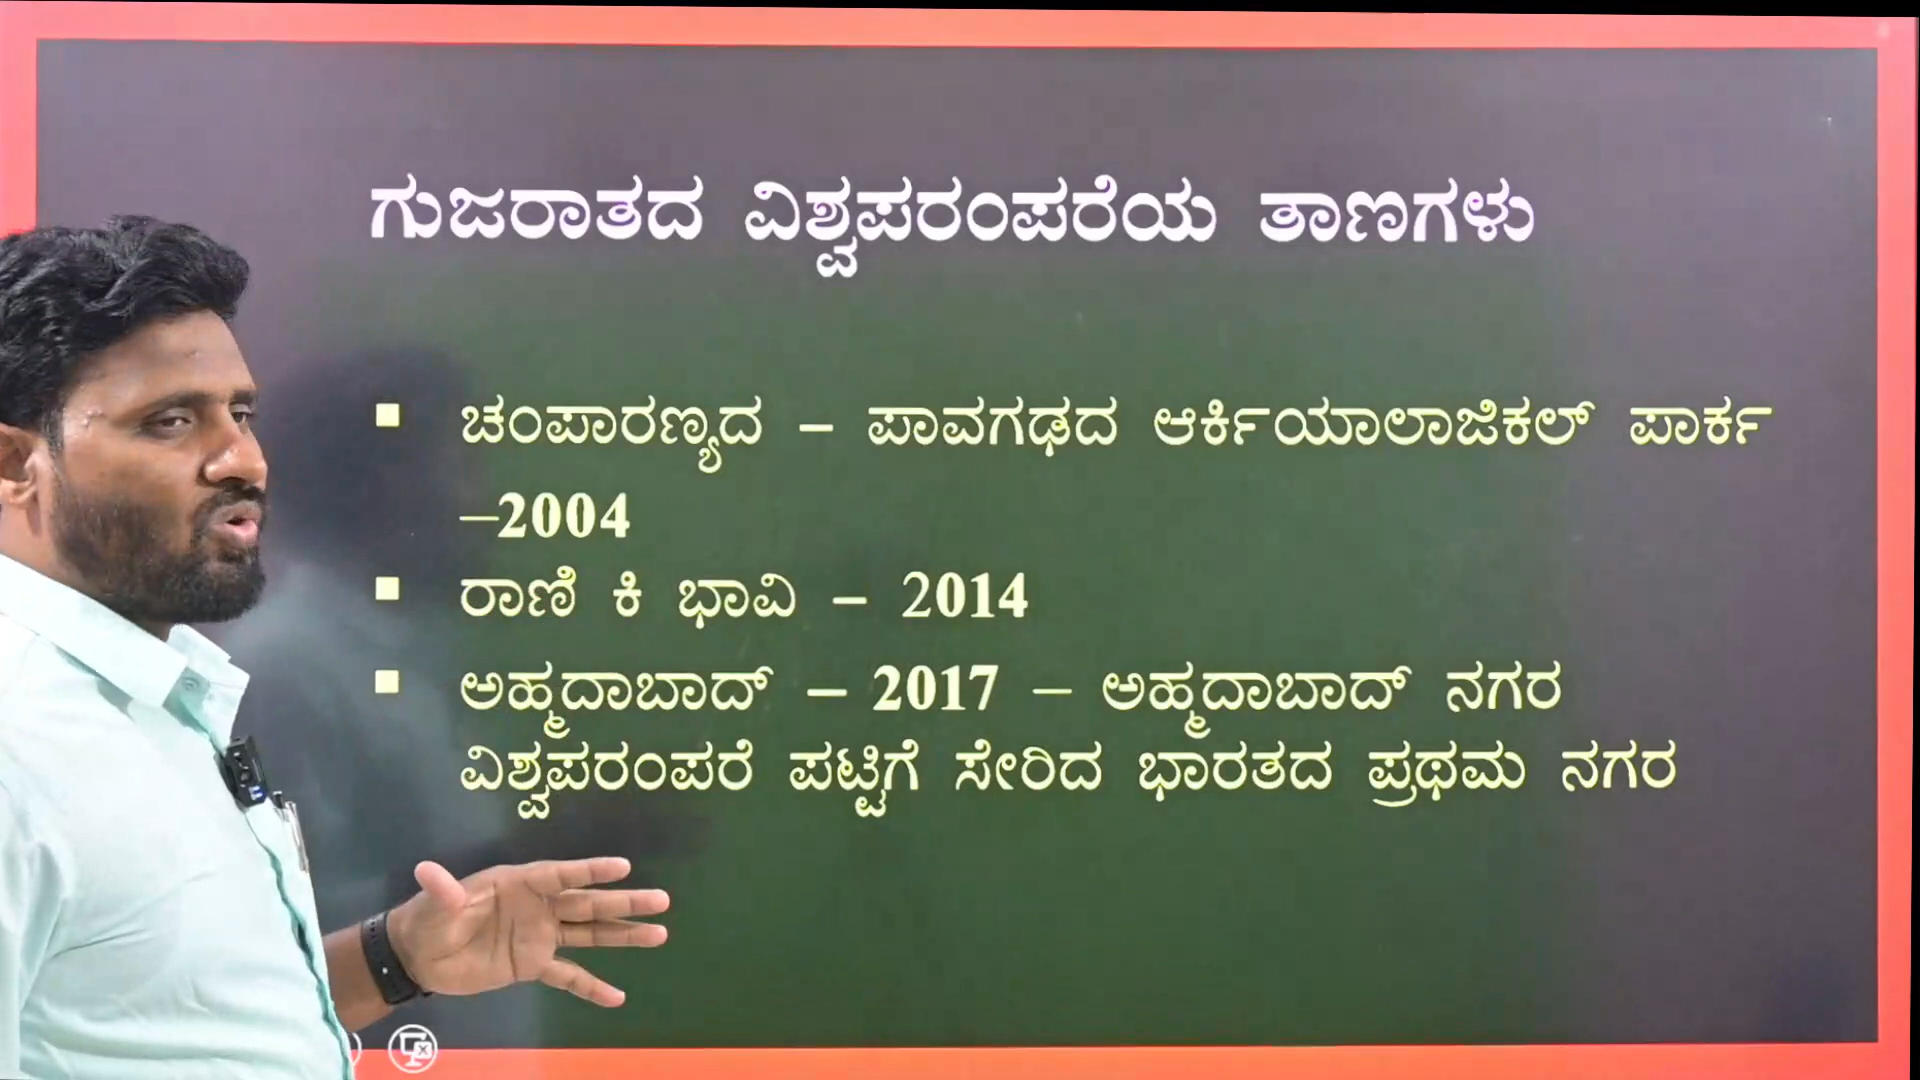 ಗುಜರಾತದ ವಿಶ್ವಪರಂಪರೆಯ ತಾಣಗಳು
▪ ಚಂಪಾರಣ್ಯದ – ಪಾವಗಢದ ಆರ್ಕಿಯಾಲಾಜಿಕಲ್ ಪಾರ್ಕ
–2004
▪ ರಾಣಿ ಕಿ ಭಾವಿ – 2014
▪ ಅಹ್ಮದಾಬಾದ್ – 2017 – ಅಹ್ಮದಾಬಾದ್ ನಗರ
ವಿಶ್ವಪರಂಪರೆ ಪಟ್ಟಿಗೆ ಸೇರಿದ ಭಾರತದ ಪ್ರಥಮ ನಗರ